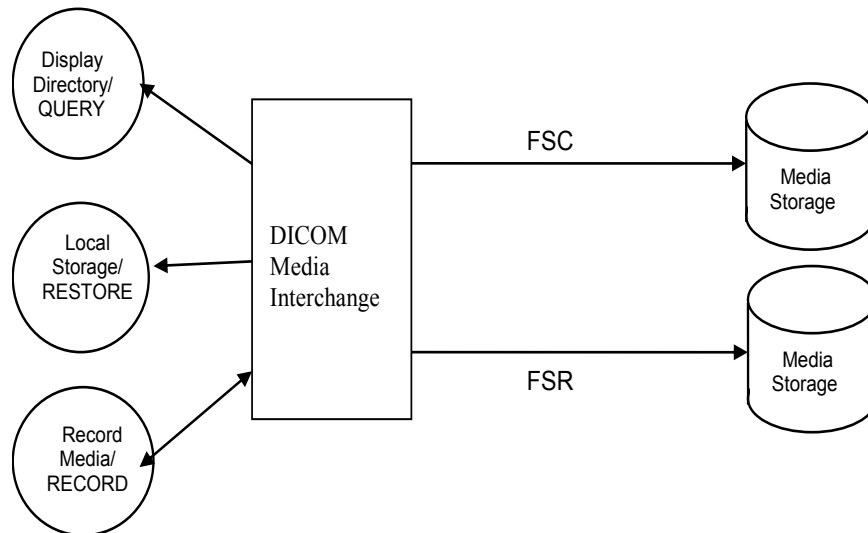 Display
Directory/
QUERY
Local
Storage/
RESTORE
Record
Media/
RECORD
DICOM
Media
Interchange
FSC
FSR
Media
Storage
Media
Storage